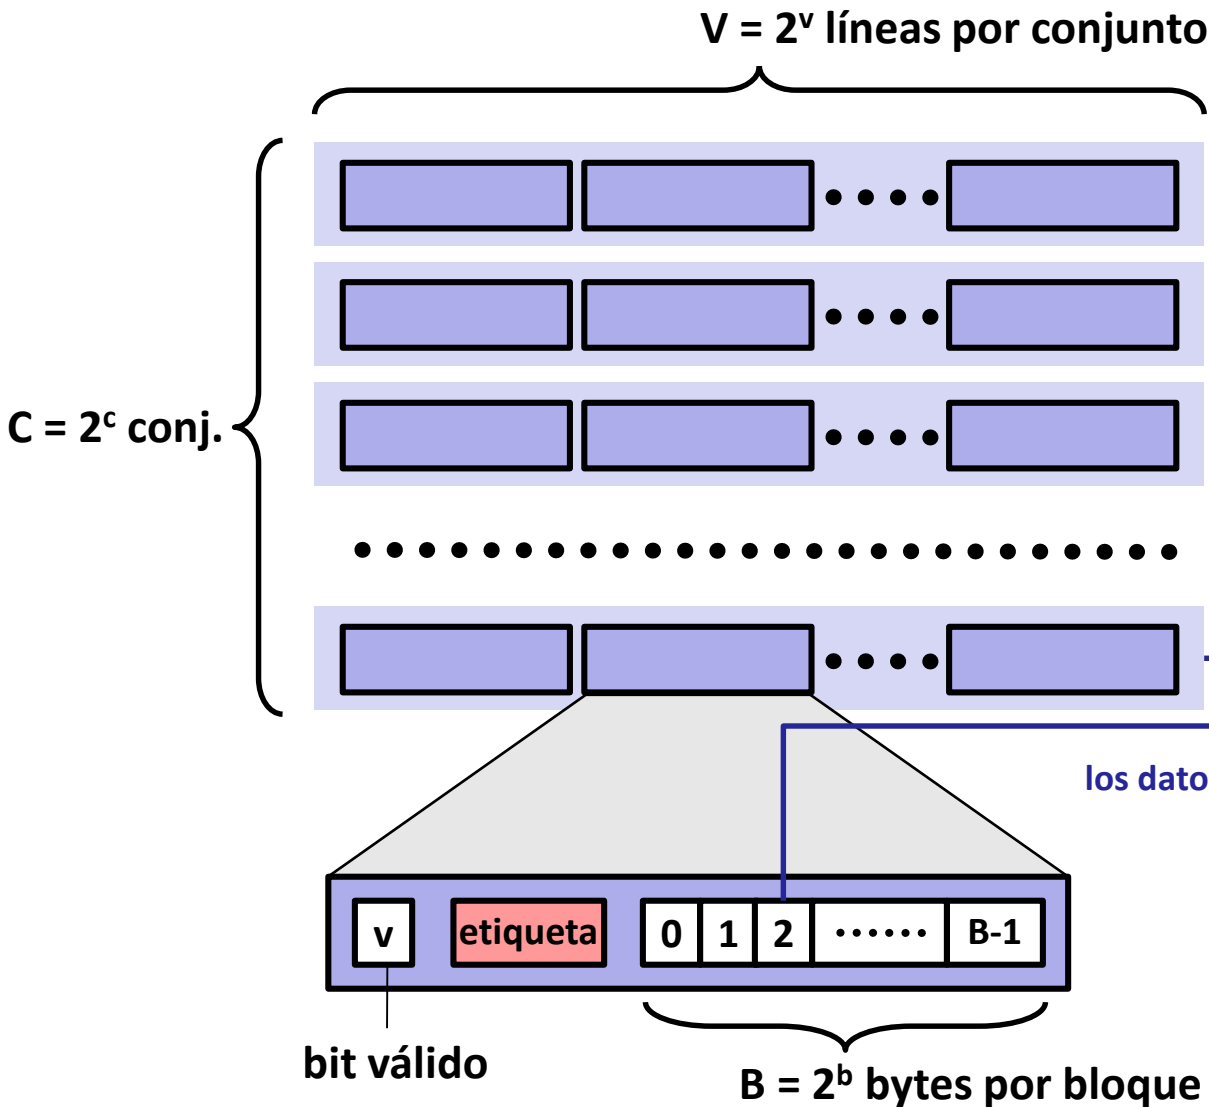 V = 2ᵛ líneas por conjunto
C = 2ᶜ conj.
los dato
v etiqueta 0 1 2 •••••• B-1
bit válido
B = 2ᵇ bytes por bloque